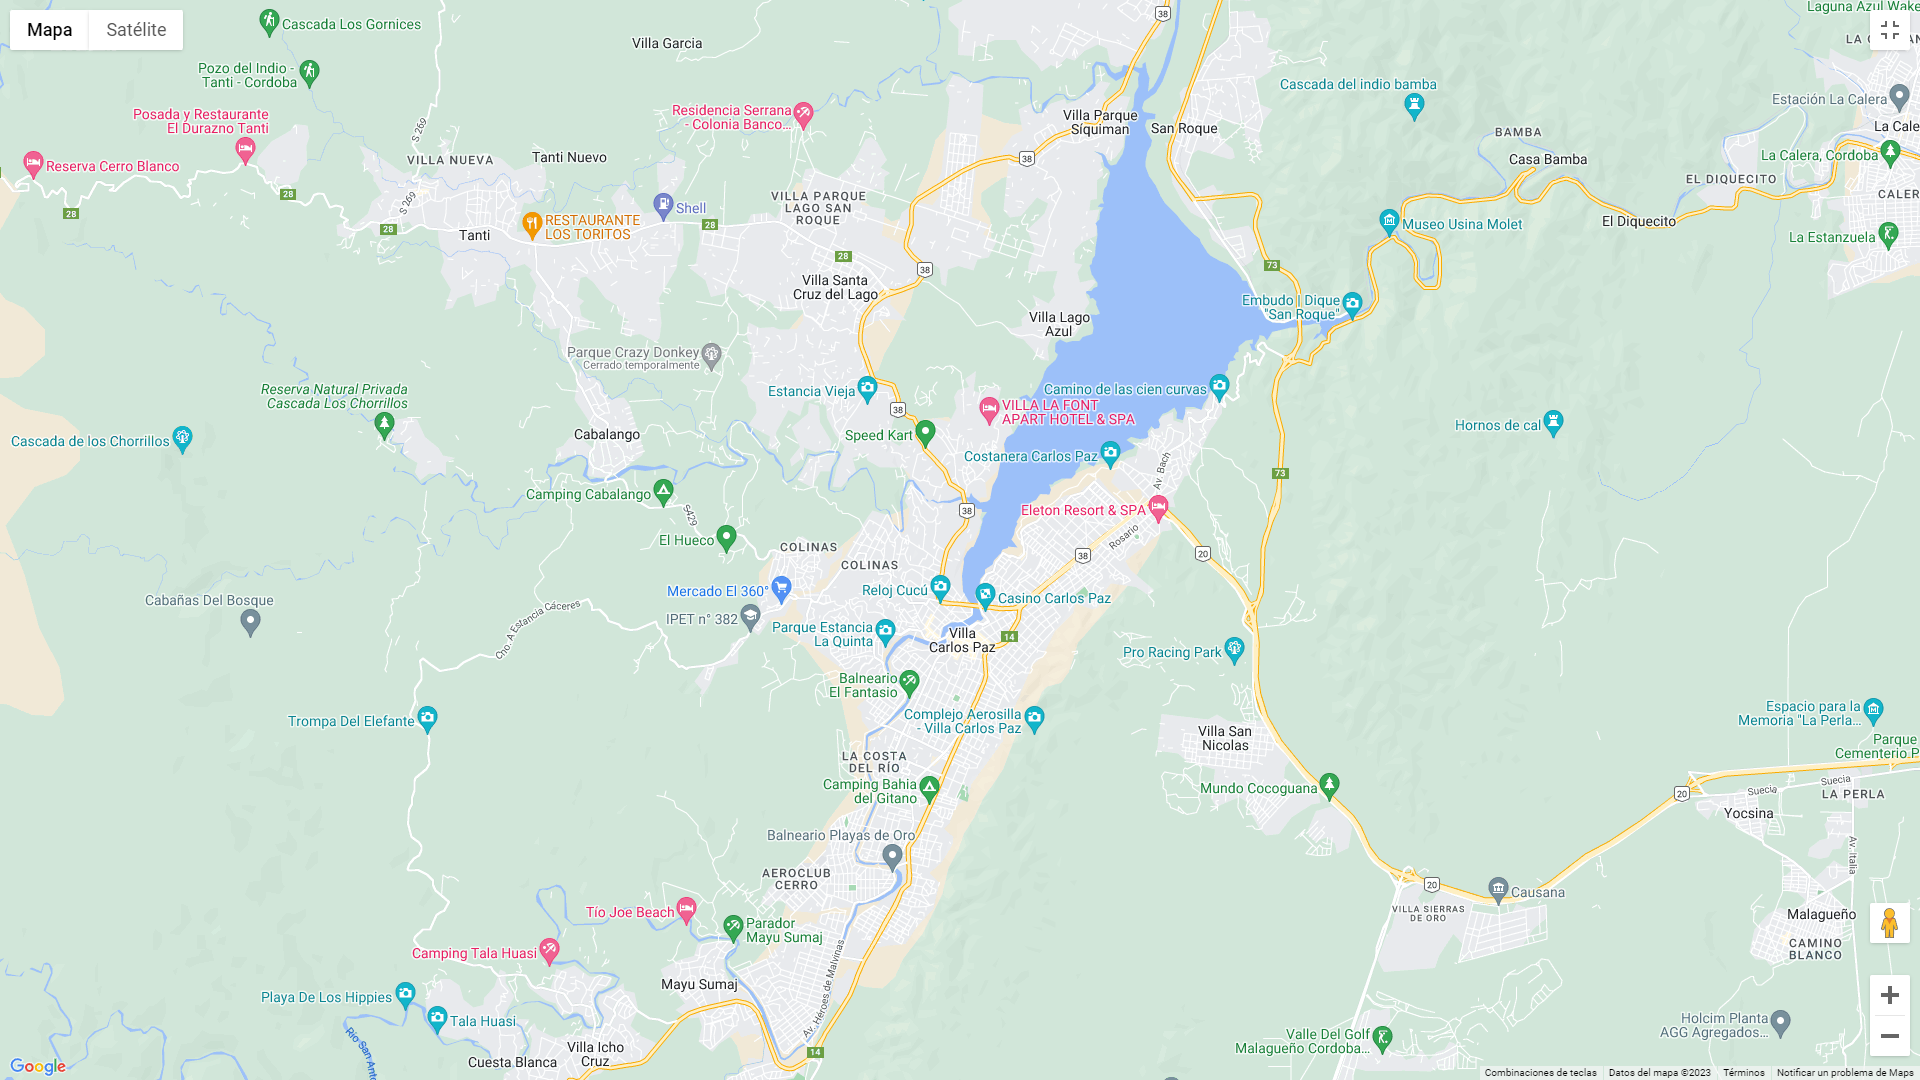 Mapa
Satélite
Cascada Los Gornices
Villa Garcia
38
Laguna Azul Wake
Pozo del Indio -
Tanti - Cordoba
Cascada del indio bamba
Estación La Calera
La Cale
Posada y Restaurante
El Durazno Tanti
Residencia Serrana
- Colonia Banco...
Villa Parque
Síquiman
San Roque
BAMBA
Casa Bamba
La Calera, Cordoba
Reserva Cerro Blanco
S 269
VILLA NUEVA
Tanti Nuevo
38
EL DIQUECITO
CALER
28
28
S 269
VILLA PARQUE
LAGO SAN
ROQUE
Shell
28
RESTAURANTE
LOS TORITOS
Tanti
28
Museo Usina Molet
El Diquecito
La Estanzuela
28
38
73
Villa Santa
Cruz del Lago
Embudo | Dique
"San Roque"
Villa Lago
Azul
Parque Crazy Donkey
Cerrado temporalmente
Reserva Natural Privada
Cascada Los Chorrillos
Estancia Vieja
38
Camino de las cien curvas
VILLA LA FONT
APART HOTEL & SPA
Cascada de los Chorrillos
Cabalango
Speed Kart
Hornos de cal
Costanera Carlos Paz
Av. Bach
73
Camping Cabalango
S429
38
Eleton Resort & SPA
Rosario
El Hueco
COLINAS
COLINAS
38
20
Mercado El 360°
Reloj Cucú
Casino Carlos Paz
Cabañas Del Bosque
Cno. A Estancia Cáceres
IPET n° 382
Parque Estancia
La Quinta
Villa
Carlos Paz
14
Pro Racing Park
Balneario
El Fantasio
Trompa Del Elefante
Complejo Aerosilla
- Villa Carlos Paz
Villa San
Nicolas
Espacio para la
Memoria "La Perla...
Parque
Cementerio P
LA COSTA
DEL RÍO
Camping Bahia
del Gitano
Mundo Cocoguana
20
Suecia
Suecia
LA PERLA
Yocsina
Balneario Playas de Oro
Av. Italia
AEROCLUB
CERRO
20
Causana
VILLA SIERRAS
DE ORO
Malagueño
Tío Joe Beach
Parador
Mayu Sumaj
CAMINO
BLANCO
Camping Tala Huasi
Mayu Sumaj
Av. Héroes de Malvinas
Playa De Los Hippies
Tala Huasi
Río San Ant
Villa Icho
Cruz
Cuesta Blanca
14
Valle Del Golf
Malagueño Cordoba...
Holcim Planta
AGG Agregados...
Google
Combinaciones de teclas
Datos del mapa ©2023
Términos
Notificar un problema de Maps